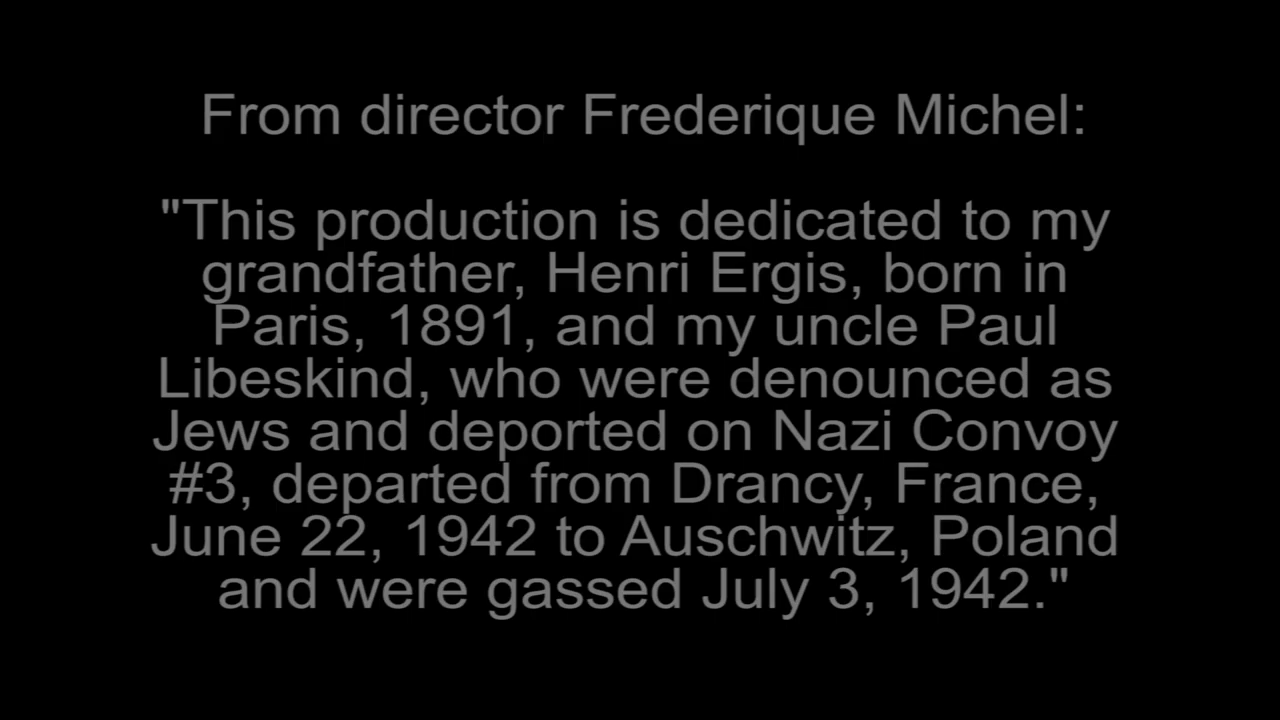 From director Frederique Michel:
"This production is dedicated to my
grandfather, Henri Ergis, born in
Paris, 1891, and my uncle Paul
Libeskind, who were denounced as
Jews and deported on Nazi Convoy
#3, departed from Drancy, France,
June 22, 1942 to Auschwitz, Poland
and were gassed July 3, 1942."